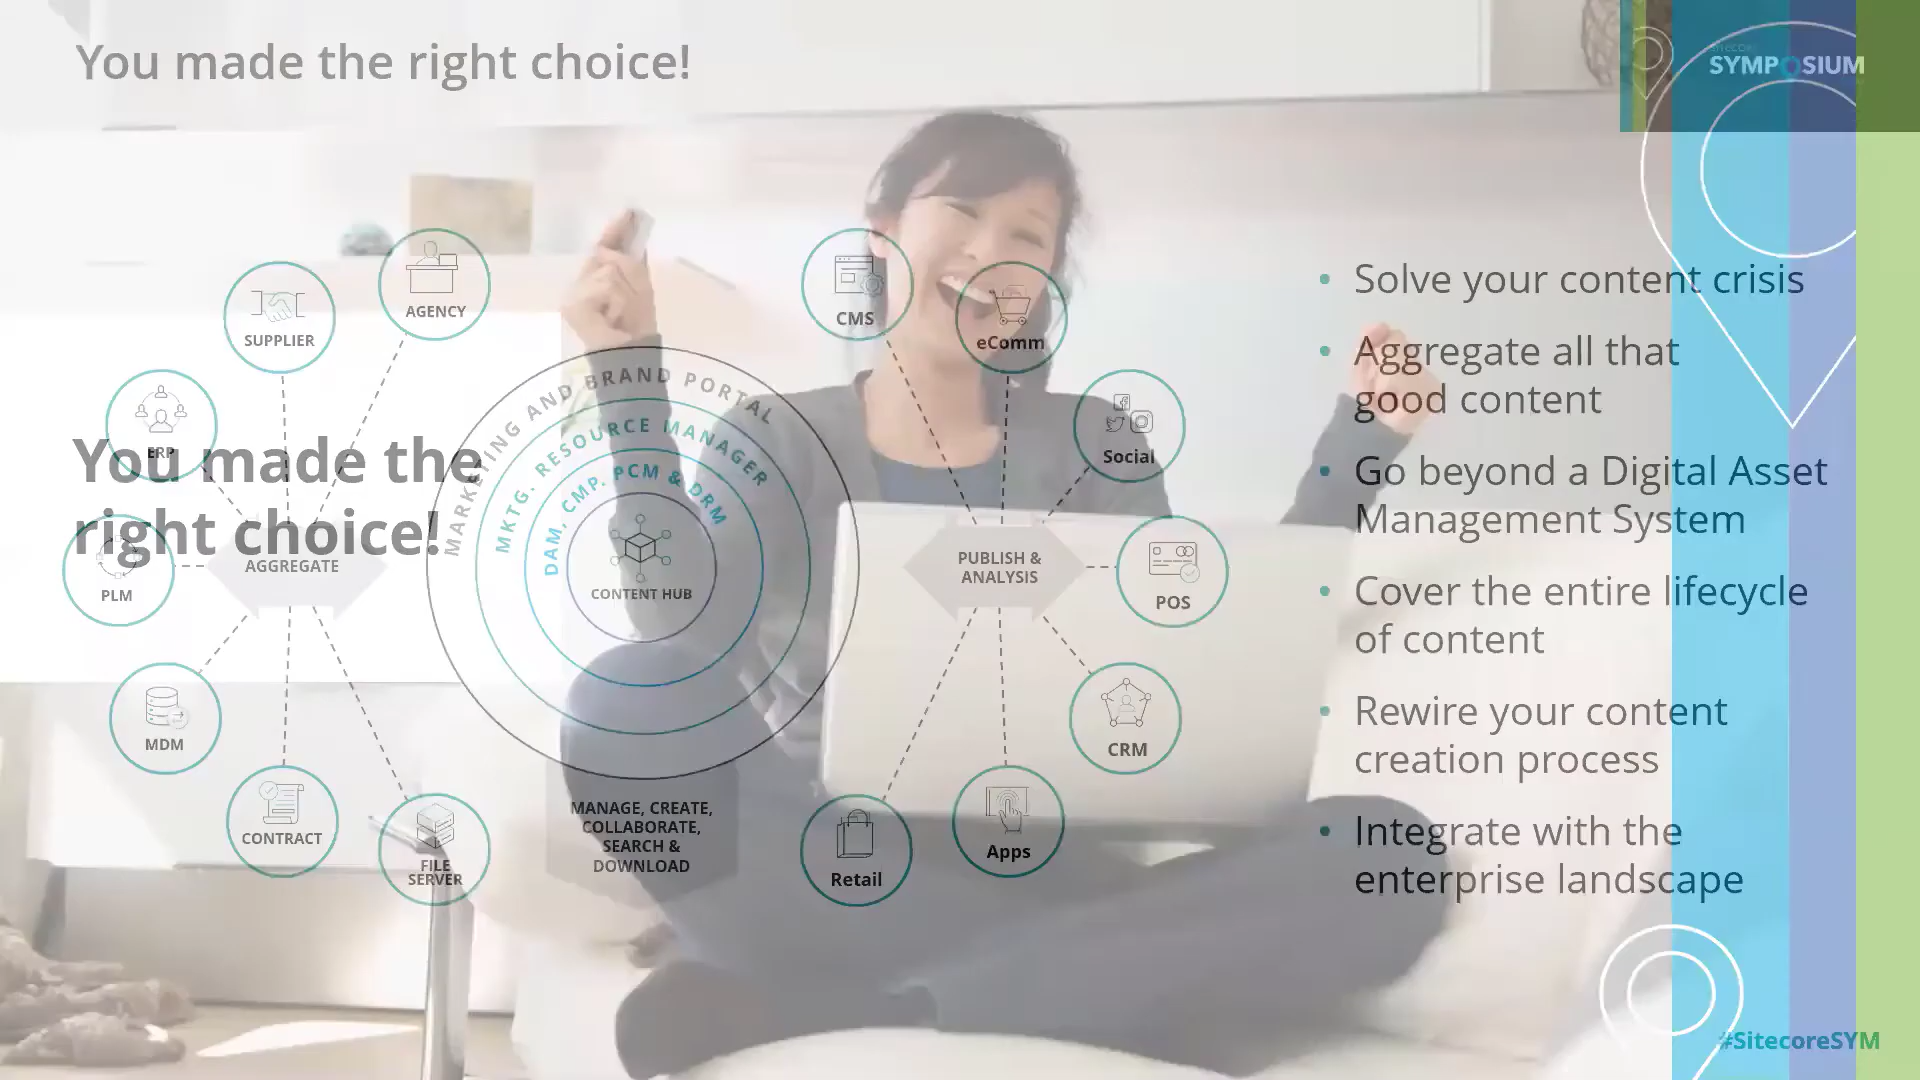 You made the right choice!
SITECORE
SYMPOSIUM
AGENCY
SUPPLIER
ERP
PLM
MDM
CONTRACT
FILE
SERVER
AGGREGATE
You made the
right choice!
MARKETING AND BRAND PORTAL
MKTG. RESOURCE MANAGER
DAM, CMP. PCM & DRM
CONTENT HUB
MANAGE, CREATE,
COLLABORATE,
SEARCH &
DOWNLOAD
PUBLISH &
ANALYSIS
CMS
eComm
Social
POS
CRM
Apps
Retail
• Solve your content crisis
• Aggregate all that
good content
• Go beyond a Digital Asset
Management System
• Cover the entire lifecycle
of content
• Rewire your content
creation process
• Integrate with the
enterprise landscape
#SitecoreSYM